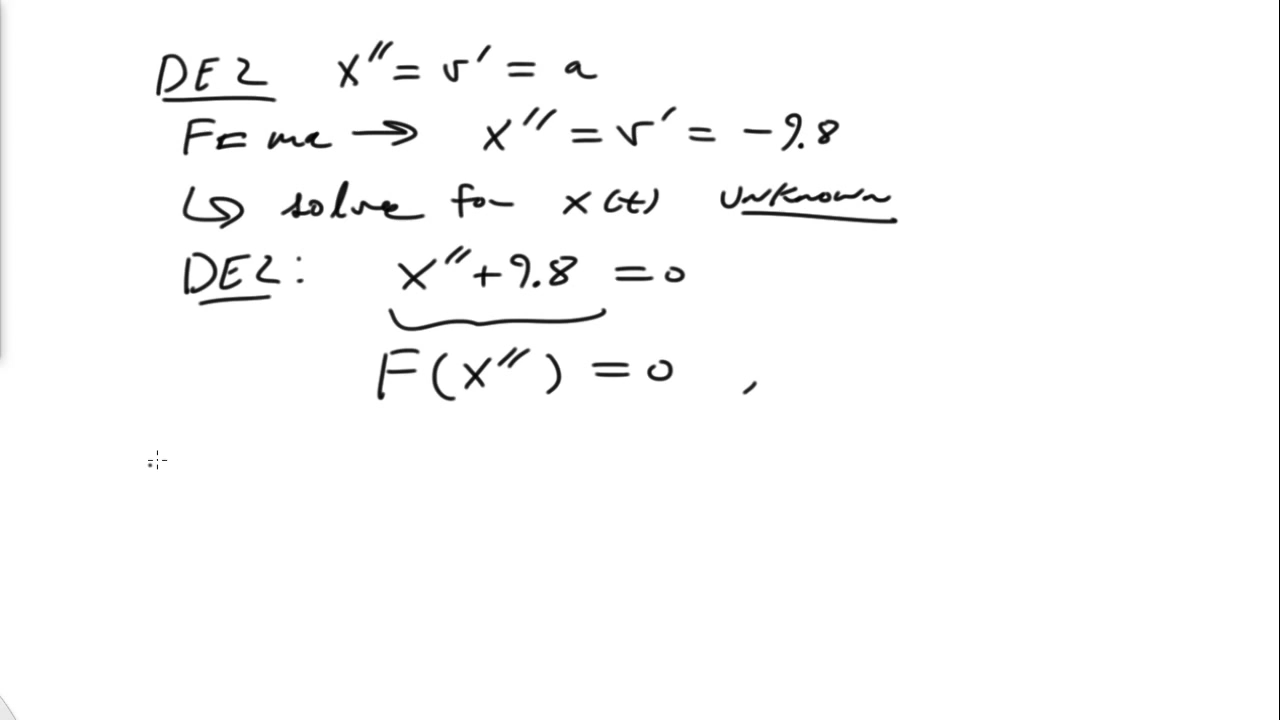 DE2 x'' = v' = a
F = ma → x'' = v' = -9.8
↳ solve for x(t) unknown
DE2: x'' + 9.8 = 0
F(x'') = 0 ,